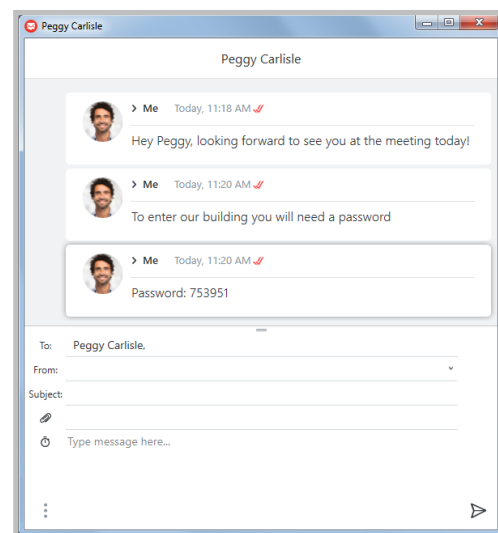 Peggy Carlisle
Peggy Carlisle
> Me Today, 11:18 AM
Hey Peggy, looking forward to see you at the meeting today!
> Me Today, 11:20 AM
To enter our building you will need a password
> Me Today, 11:20 AM
Password: 753951
To: Peggy Carlisle,
From:
Subject:
Type message here...